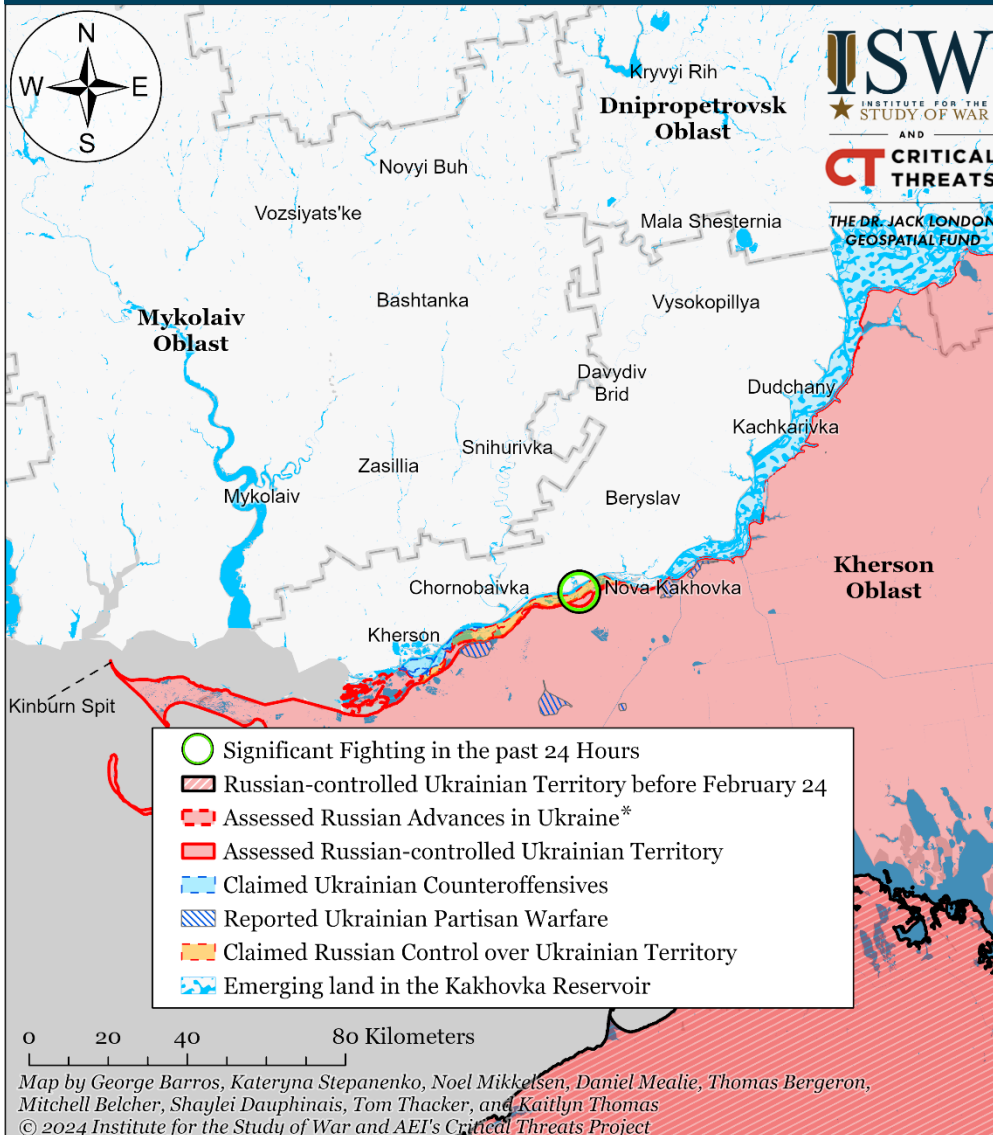 N
W
E
S
ISW
INSTITUTE FOR THE
STUDY OF WAR
AND
CT CRITICAL
THREATS
THE DR. JACK LONDON
GEOSPATIAL FUND
Kryvyi Rih
Dnipropetrovsk
Oblast
Novyi Buh
Vozsiyats'ke
Mala Shesternia
Bashtanka
Vysokopillya
Mykolaiv
Oblast
Davydiv
Brid
Dudchany
Kachkarivka
Snihurivka
Zasillia
Mykolaiv
Beryslav
Kherson
Oblast
Chornobaivka
Nova Kakhovka
Kherson
Kinburn Spit
Significant Fighting in the past 24 Hours
Russian-controlled Ukrainian Territory before February 24
Assessed Russian Advances in Ukraine*
Assessed Russian-controlled Ukrainian Territory
Claimed Ukrainian Counteroffensives
Reported Ukrainian Partisan Warfare
Claimed Russian Control over Ukrainian Territory
Emerging land in the Kakhovka Reservoir
0 20 40 80 Kilometers
Map by George Barros, Kateryna Stepanenko, Noel Mikkelsen, Daniel Mealie, Thomas Bergeron,
Mitchell Belcher, Shaylei Dauphinais, Tom Thacker, and Kaitlyn Thomas
© 2024 Institute for the Study of War and AEI's Critical Threats Project